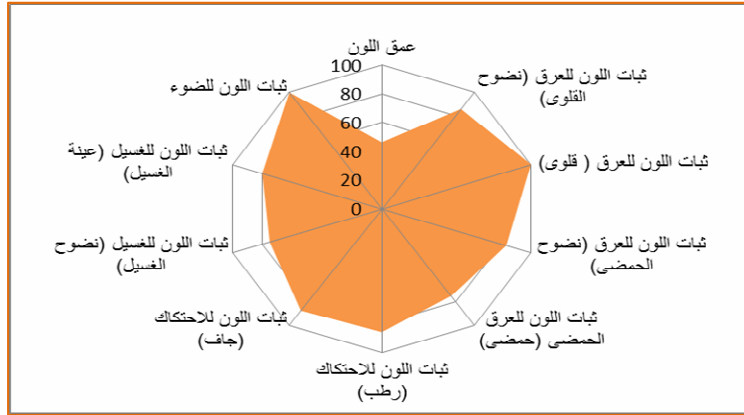 عمق اللون
ثبات اللون للعرق (نضوح
القلوى)
ثبات اللون للعرق ( قلوى)
ثبات اللون للعرق (نضوح
الحمضى)
ثبات اللون للعرق
الحمضى (حمضى)
ثبات اللون للاحتكاك
(رطب)
ثبات اللون للاحتكاك
(جاف)
ثبات اللون للغسيل (نضوح
الغسيل)
ثبات اللون للغسيل (عينة
الغسيل)
ثبات اللون للضوء
100
80
60
40
20
0